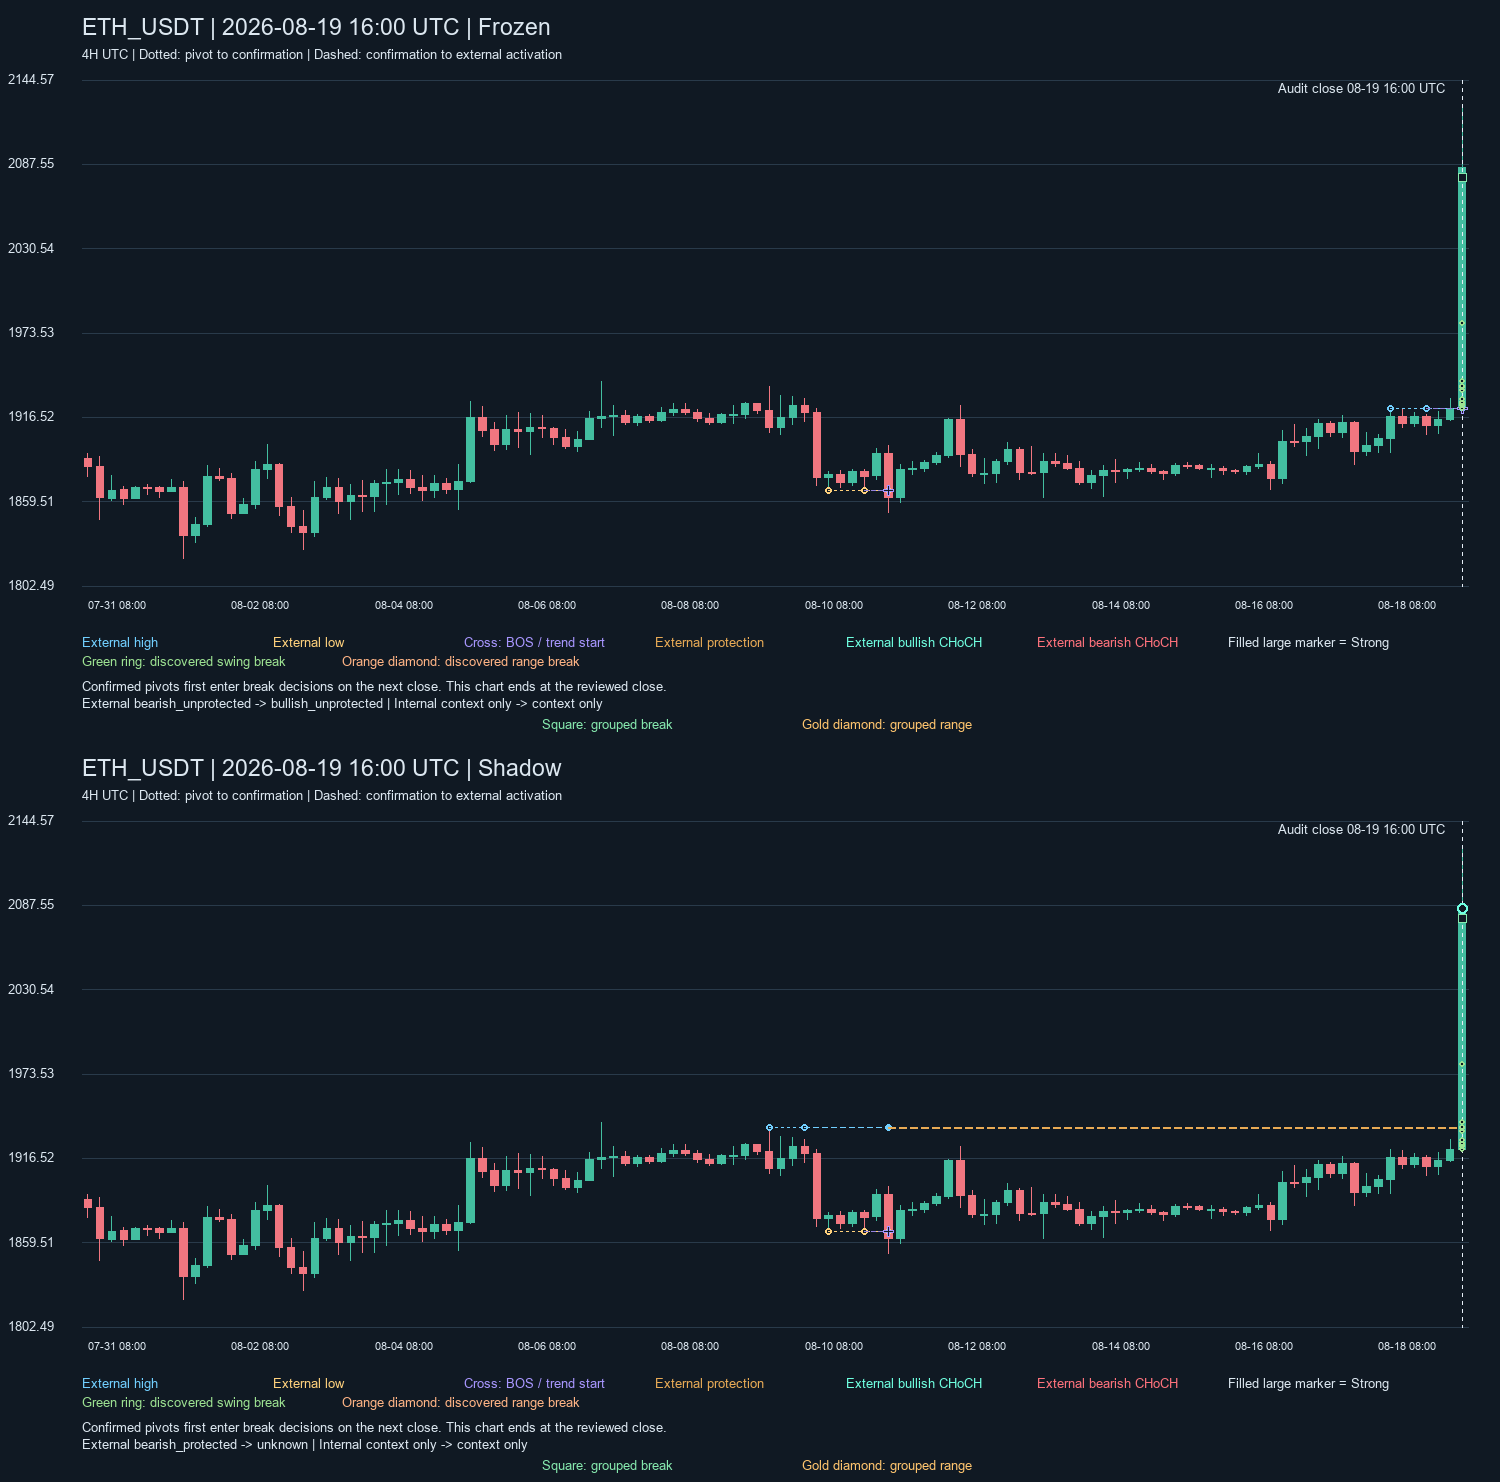 ETH_USDT | 2026-08-19 16:00 UTC | Frozen
4H UTC | Dotted: pivot to confirmation | Dashed: confirmation to external activation
2144.57
Audit close 08-19 16:00 UTC
2087.55
2030.54
1973.53
1916.52
1859.51
1802.49
07-31 08:00 08-02 08:00 08-04 08:00 08-06 08:00 08-08 08:00 08-10 08:00 08-12 08:00 08-14 08:00 08-16 08:00 08-18 08:00
External high External low Cross: BOS / trend start External protection External bullish CHoCH External bearish CHoCH Filled large marker = Strong
Green ring: discovered swing break Orange diamond: discovered range break
Confirmed pivots first enter break decisions on the next close. This chart ends at the reviewed close.
External bearish_unprotected -> bullish_unprotected | Internal context only -> context only
Square: grouped break Gold diamond: grouped range
ETH_USDT | 2026-08-19 16:00 UTC | Shadow
4H UTC | Dotted: pivot to confirmation | Dashed: confirmation to external activation
2144.57
Audit close 08-19 16:00 UTC
2087.55
2030.54
1973.53
1916.52
1859.51
1802.49
07-31 08:00 08-02 08:00 08-04 08:00 08-06 08:00 08-08 08:00 08-10 08:00 08-12 08:00 08-14 08:00 08-16 08:00 08-18 08:00
External high External low Cross: BOS / trend start External protection External bullish CHoCH External bearish CHoCH Filled large marker = Strong
Green ring: discovered swing break Orange diamond: discovered range break
Confirmed pivots first enter break decisions on the next close. This chart ends at the reviewed close.
External bearish_protected -> unknown | Internal context only -> context only
Square: grouped break Gold diamond: grouped range